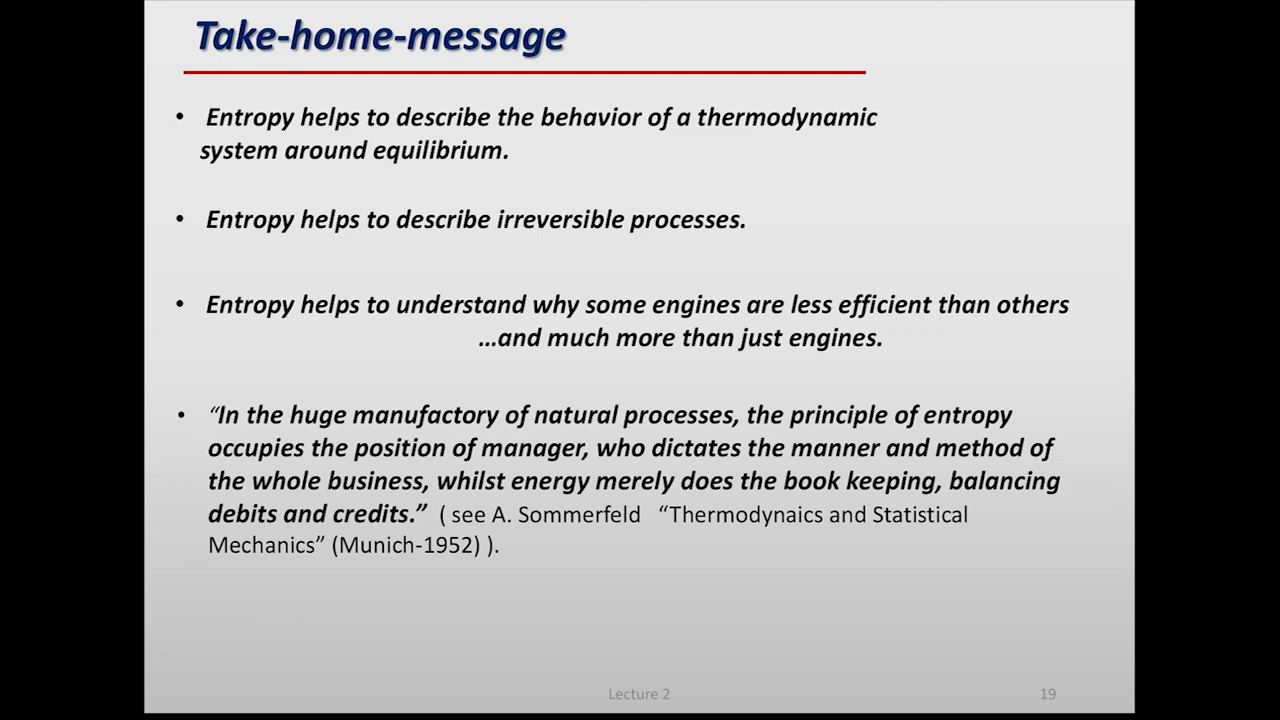 Take-home-message
• Entropy helps to describe the behavior of a thermodynamic
system around equilibrium.
• Entropy helps to describe irreversible processes.
• Entropy helps to understand why some engines are less efficient than others
…and much more than just engines.
• “In the huge manufactory of natural processes, the principle of entropy
occupies the position of manager, who dictates the manner and method of
the whole business, whilst energy merely does the book keeping, balancing
debits and credits.” ( see A. Sommerfeld “Thermodynaics and Statistical
Mechanics” (Munich-1952) ).
Lecture 2 19